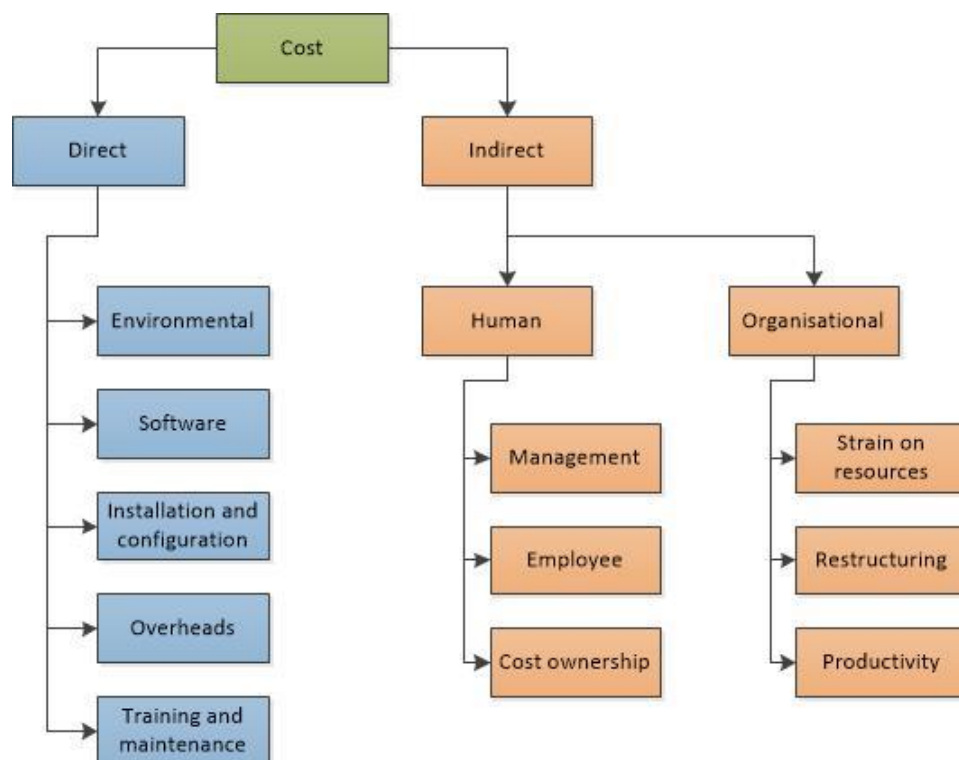 Cost
Direct
Indirect
Environmental
Human
Organisational
Software
Management
Strain on
resources
Installation and
configuration
Employee
Restructuring
Overheads
Cost ownership
Productivity
Training and
maintenance